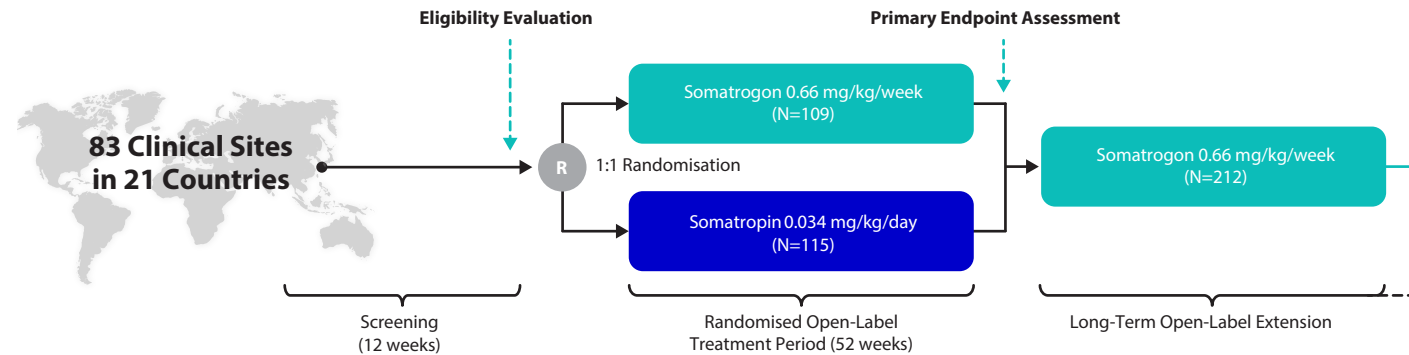 Eligibility Evaluation
Primary Endpoint Assessment
83 Clinical Sites
in 21 Countries
R
1:1 Randomisation
Somatrogon 0.66 mg/kg/week
(N=109)
Somatropin 0.034 mg/kg/day
(N=115)
Somatrogon 0.66 mg/kg/week
(N=212)
Screening
(12 weeks)
Randomised Open-Label
Treatment Period (52 weeks)
Long-Term Open-Label Extension